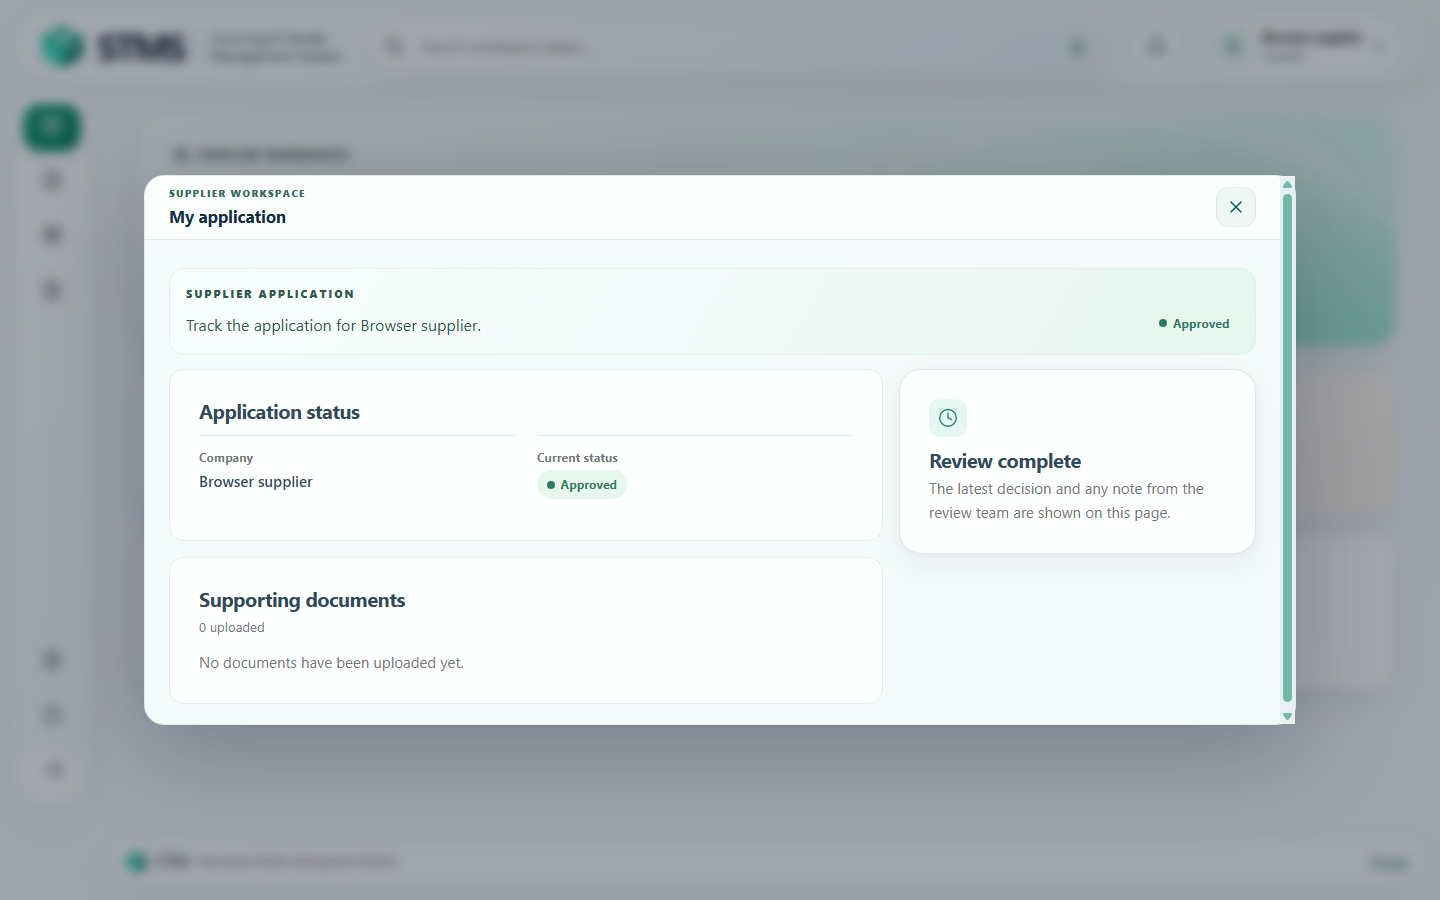 STMS
SUPPLIER WORKSPACE
My application
SUPPLIER APPLICATION
Track the application for Browser supplier.
Approved
Application status
Company
Browser supplier
Current status
Approved
Review complete
The latest decision and any note from the
review team are shown on this page.
Supporting documents
0 uploaded
No documents have been uploaded yet.